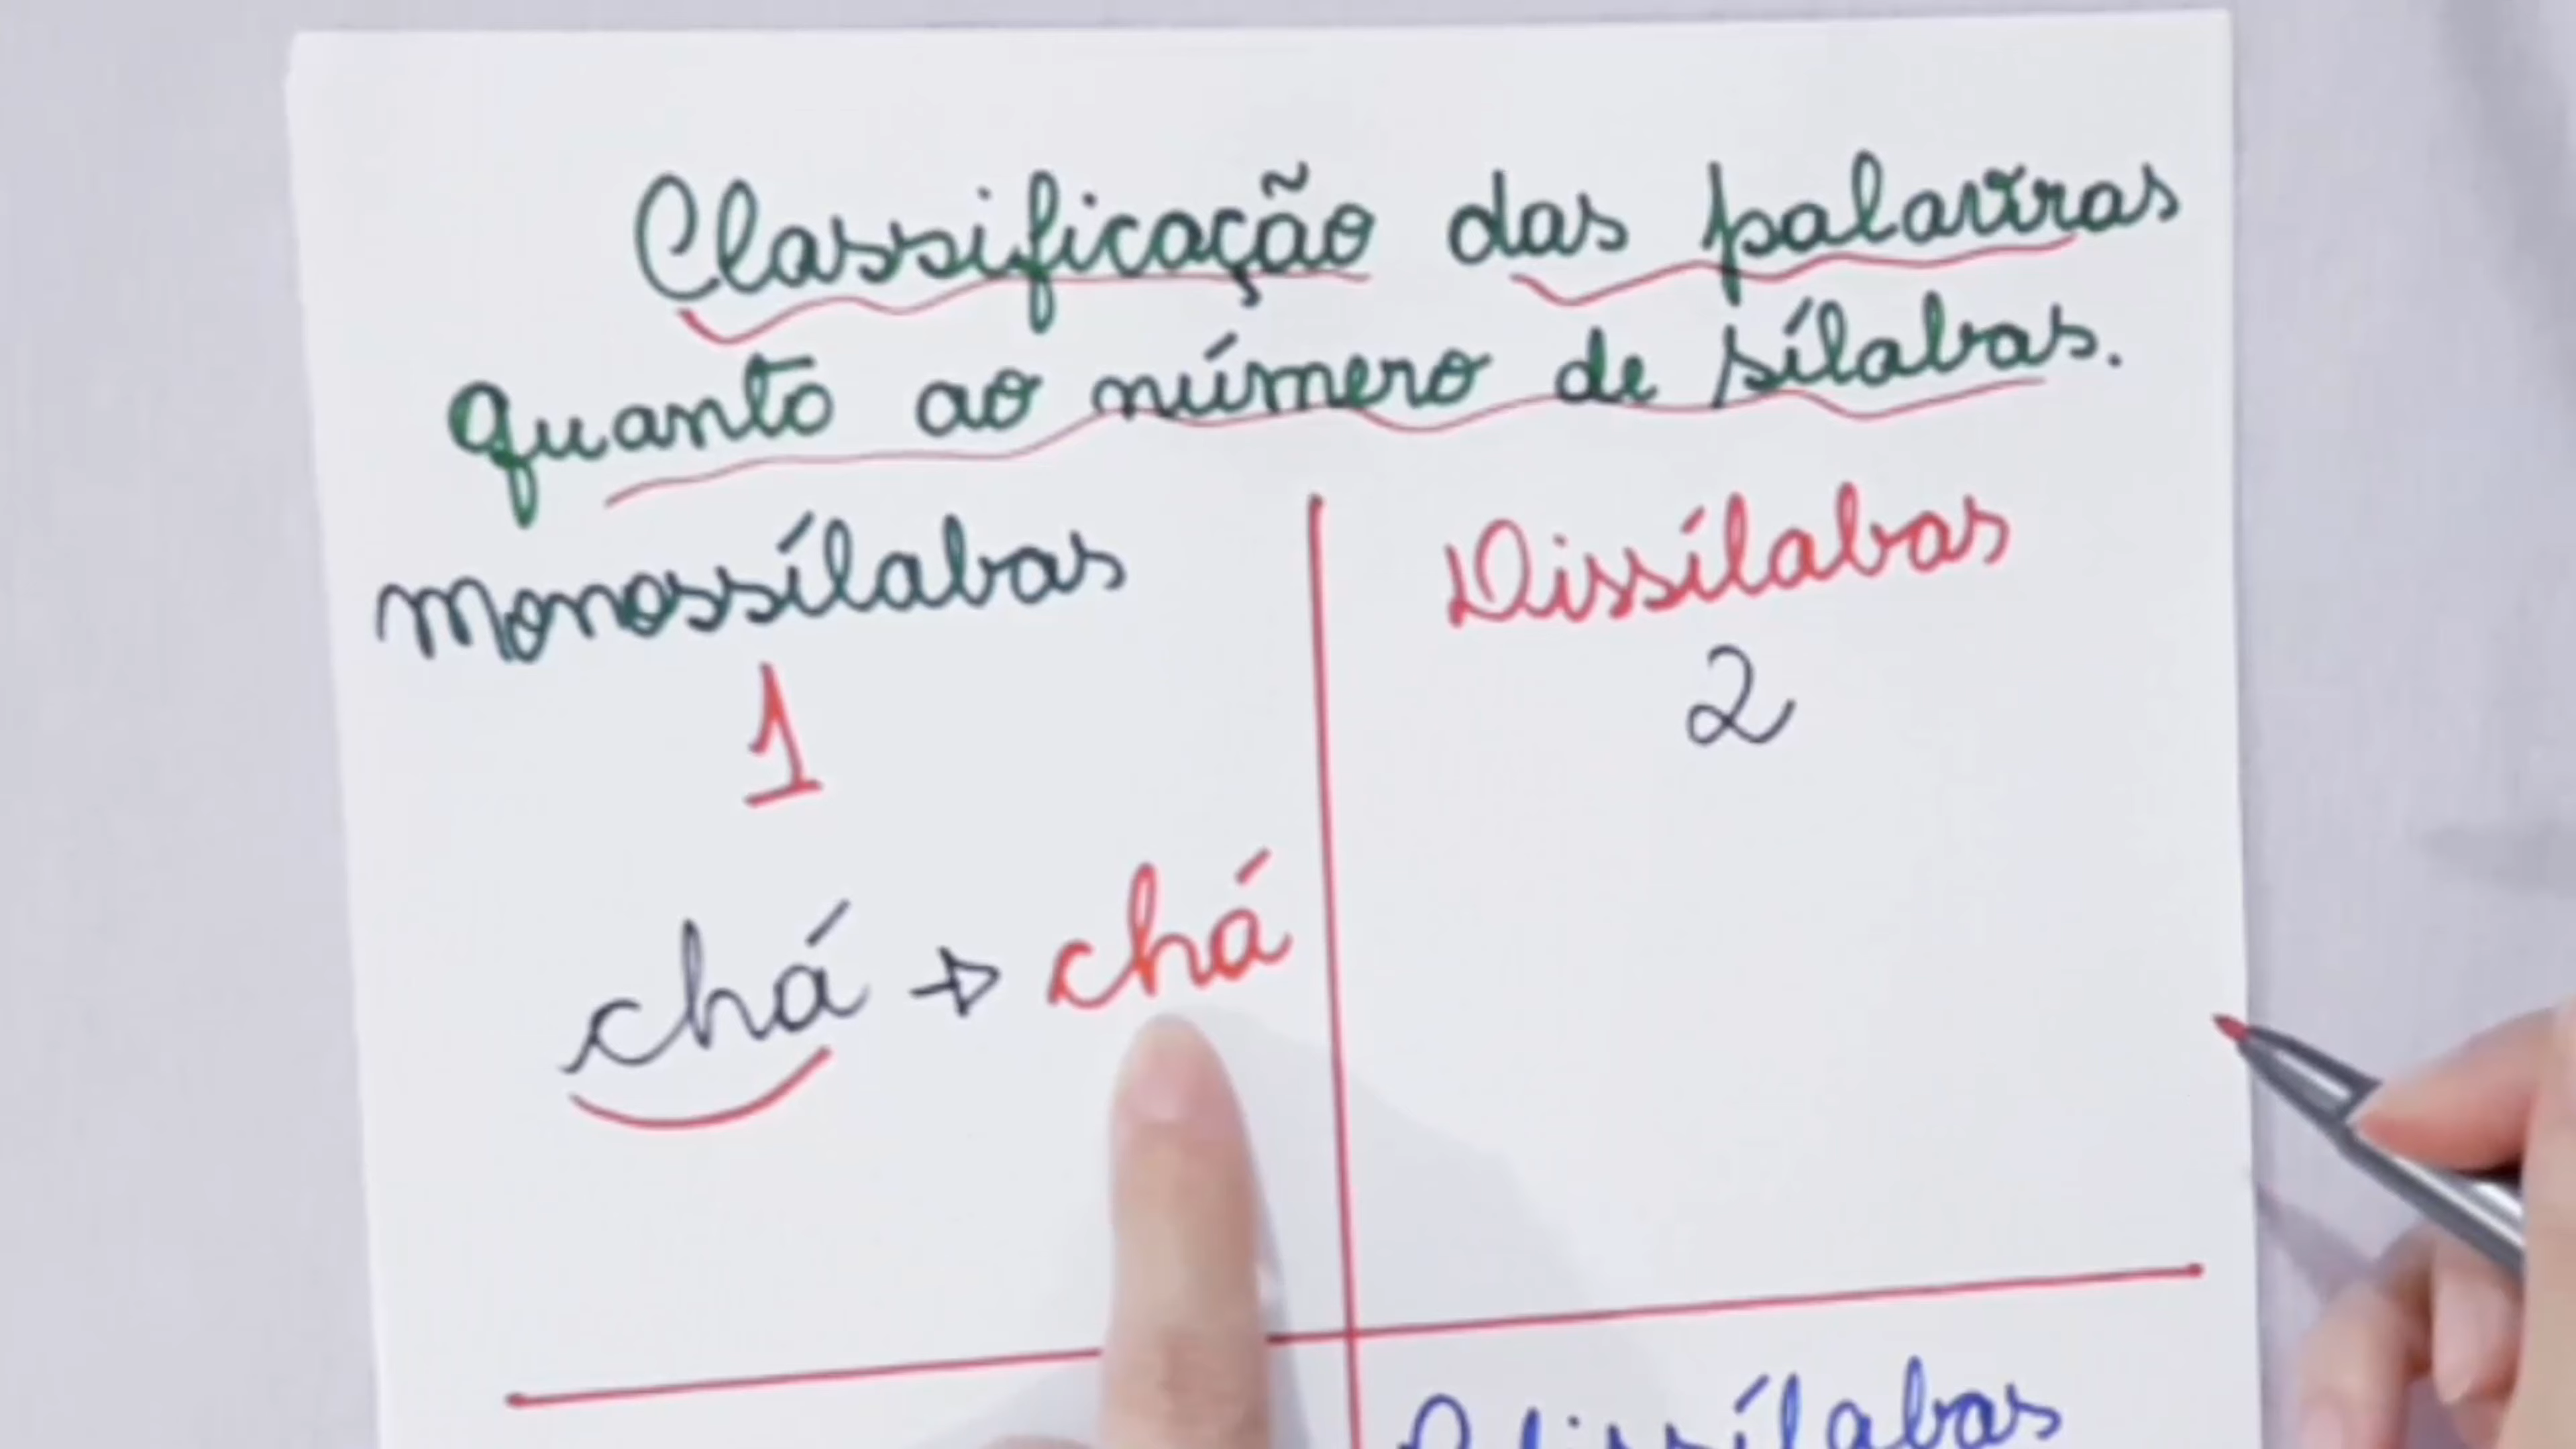 Classificação das palavras
quanto ao número de sílabas.
Monossílabas
1
chá → chá
Dissílabas
2